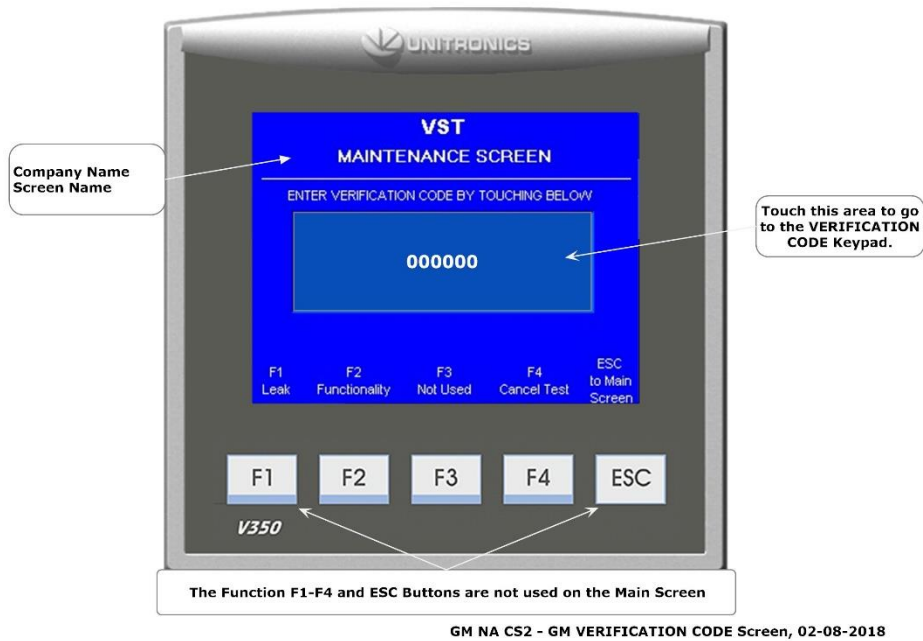 UNITRONICS
VST
MAINTENANCE SCREEN
Company Name
Screen Name
ENTER VERIFICATION CODE BY TOUCHING BELOW
Touch this area to go
to the VERIFICATION
CODE Keypad.
000000
F1
Leak
F2
Functionality
F3
Not Used
F4
Cancel Test
ESC
to Main
Screen
F1
F2
F3
F4
ESC
V350
The Function F1-F4 and ESC Buttons are not used on the Main Screen
GM NA CS2 - GM VERIFICATION CODE Screen, 02-08-2018